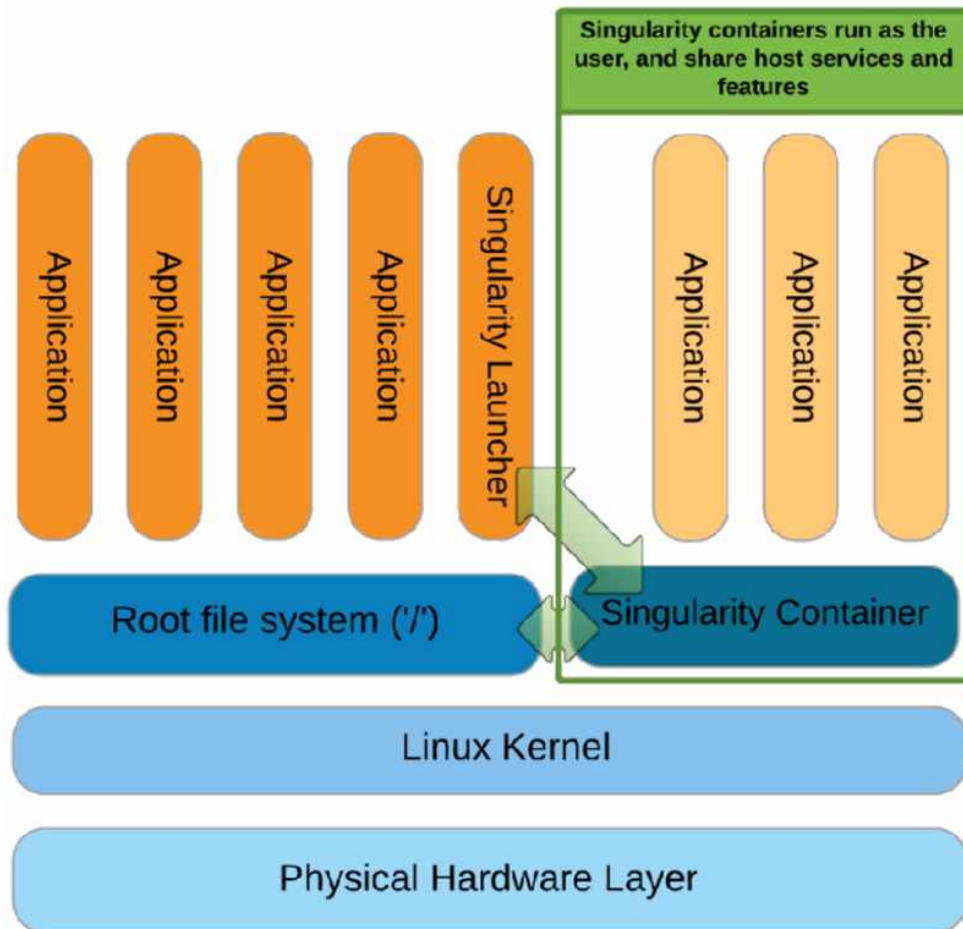 Singularity containers run as the
user, and share host services and
features
Application
Application
Application
Application
Singularity Launcher
Application
Application
Application
Root file system ('/')
Singularity Container
Linux Kernel
Physical Hardware Layer